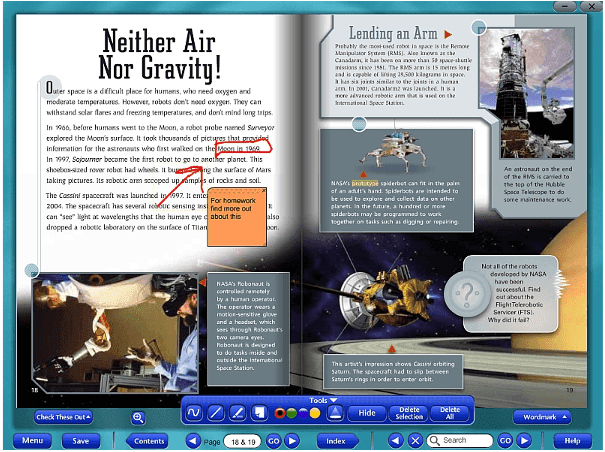 Neither Air
Nor Gravity!
Outer space is a difficult place for humans, who need oxygen and
moderate temperatures. However, robots don't need oxygen. They can
withstand solar flares and freezing temperatures, and don't mind long trips.
In 1966, before humans went to the Moon, a robot probe named Surveyor
explored the Moon's surface. It took thousands of pictures that provided
information for the astronauts who first walked on the Moon in 1969.
In 1997, Sojourner became the first robot to go to another planet. This
shoebox-sized rover robot had wheels. It bumped along the surface of Mars
taking pictures. Its robotic arm scooped up samples of rocks and soil.
The Cassini spacecraft was launched in 1997. It
2004. The spacecraft has several robotic sensing It
can "see" light at wavelengths that the human eye also
dropped a robotic laboratory on the surface of Titan moon.
For homework
find more out
about this
NASA's Robonaut is
controlled remotely
by a human operator.
The operator wears a
motion-sensitive glove
and a headset, which
sees through Robonaut's
two camera eyes.
Robonaut is designed
to do tasks inside and
outside the International
Space Station.
18
Lending an Arm
Probably the most-used robot in space is the Remote
Manipulator System (RMS). Also known as the
Canadarm, it has been on more than 50 space-shuttle
missions since 1981. The RMS arm is 15 meters long
and is capable of lifting 29,500 kilograms in space.
It has six joints similar to the joints in a human
arm. In 2001, Canadarm2 was launched. It is a
more advanced robotic arm that is used on the
International Space Station.
NASA's prototype spiderbot can fit in the palm
of an adult's hand. Spiderbots are intended to
be used to explore and collect data on other
planets. In the future, a hundred or more
spiderbots may be programmed to work
together on tasks such as digging or repairing.
An astronaut on the end
of the RMS is carried to
the top of the Hubble
Space Telescope to do
some maintenance work.
Not all of the robots
developed by NASA
have been
successful. Find
out about the
FlightTelerobotic
Servicer (FTS).
Why did it fail?
?
This artist's impression shows Cassini orbiting
Saturn. The spacecraft had to slip between
Saturn's rings in order to enter orbit.
19
Check These Out
Tools
Hide
Delete
Selection
Delete
All
Wordmark
Menu
Save
Contents
Page
18 & 19
GO
Index
Search
GO
Help